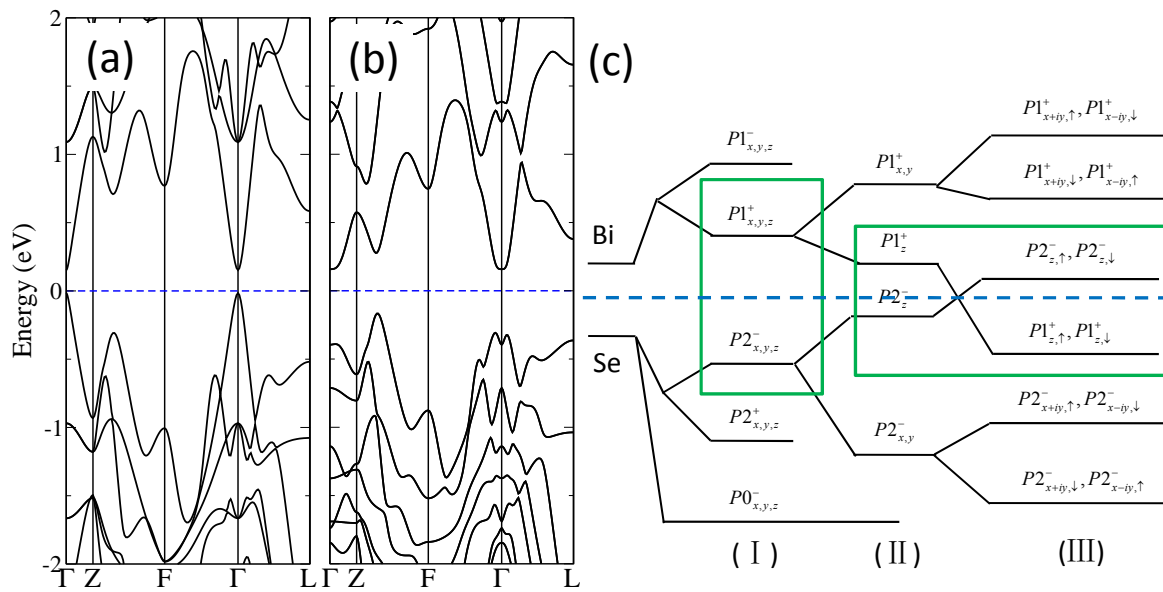 (a)
(b)
(c)
Energy (eV)
2
1
0
-1
-2
Γ Z F Γ L
Γ Z F Γ L
Bi
Se
P1⁻x,y,z
P1⁺x,y,z
P2⁻x,y,z
P2⁺x,y,z
P0⁻x,y,z
P1⁺x,y
P1⁺z
P2⁻z
P2⁻x,y
P1⁺x+iy,↑, P1⁺x−iy,↓
P1⁺x+iy,↓, P1⁺x−iy,↑
P2⁻z,↑, P2⁻z,↓
P1⁺z,↑, P1⁺z,↓
P2⁻x+iy,↑, P2⁻x−iy,↓
P2⁻x+iy,↓, P2⁻x−iy,↑
(Ⅰ) (Ⅱ) (Ⅲ)